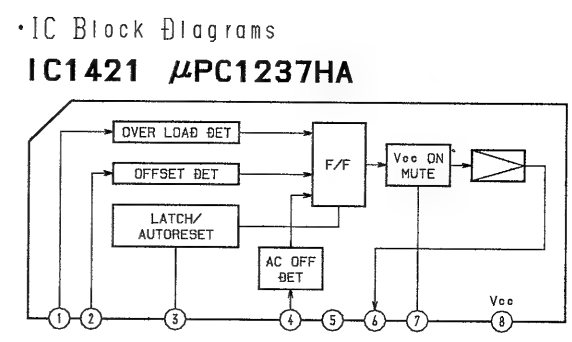 ・IC Block Diagrams
IC1421 μPC1237HA
OVER LOAD DET
OFFSET DET
LATCH/
AUTORESET
F/F
Vcc ON
MUTE
AC OFF
DET
Vcc
1 2 3 4 5 6 7 8